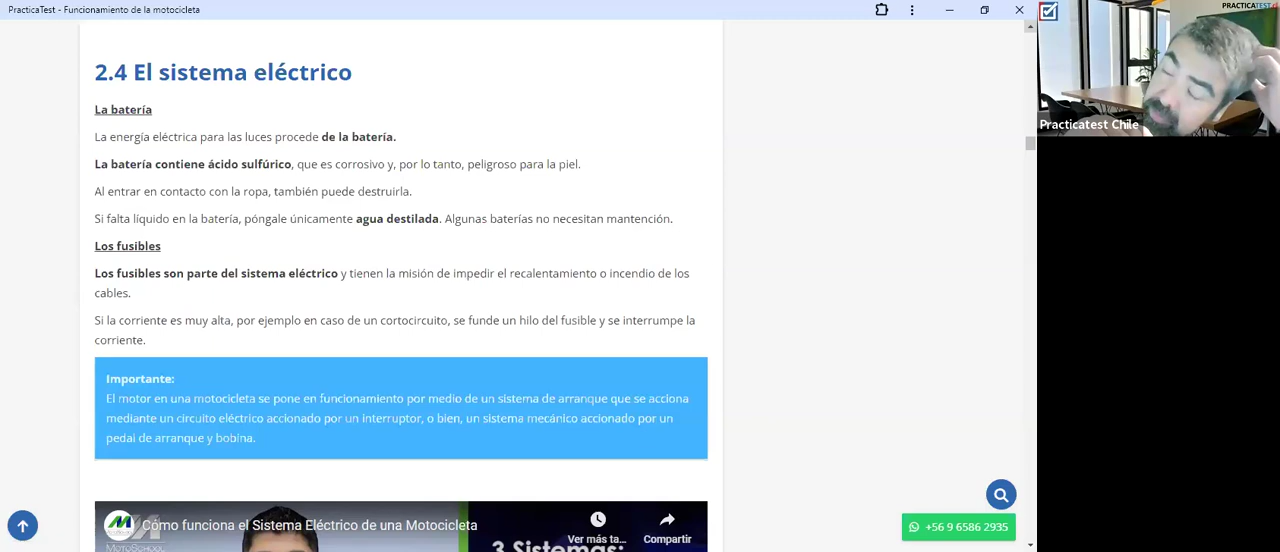 PracticaTest - Funcionamiento de la motocicleta
PRACTICATEST.cl
2.4 El sistema eléctrico
La batería
La energía eléctrica para las luces procede de la batería.
La batería contiene ácido sulfúrico, que es corrosivo y, por lo tanto, peligroso para la piel.
Al entrar en contacto con la ropa, también puede destruirla.
Si falta líquido en la batería, póngale únicamente agua destilada. Algunas baterías no necesitan mantención.
Los fusibles
Los fusibles son parte del sistema eléctrico y tienen la misión de impedir el recalentamiento o incendio de los
cables.
Si la corriente es muy alta, por ejemplo en caso de un cortocircuito, se funde un hilo del fusible y se interrumpe la
corriente.
Importante:
El motor en una motocicleta se pone en funcionamiento por medio de un sistema de arranque que se acciona
mediante un circuito eléctrico accionado por un interruptor, o bien, un sistema mecánico accionado por un
pedal de arranque y bobina.
Cómo funciona el Sistema Eléctrico de una Motocicleta
Ver más ta...
Compartir
MOTOSCHOOL
3 Sistemas:
+56 9 6586 2935
Practicatest Chile